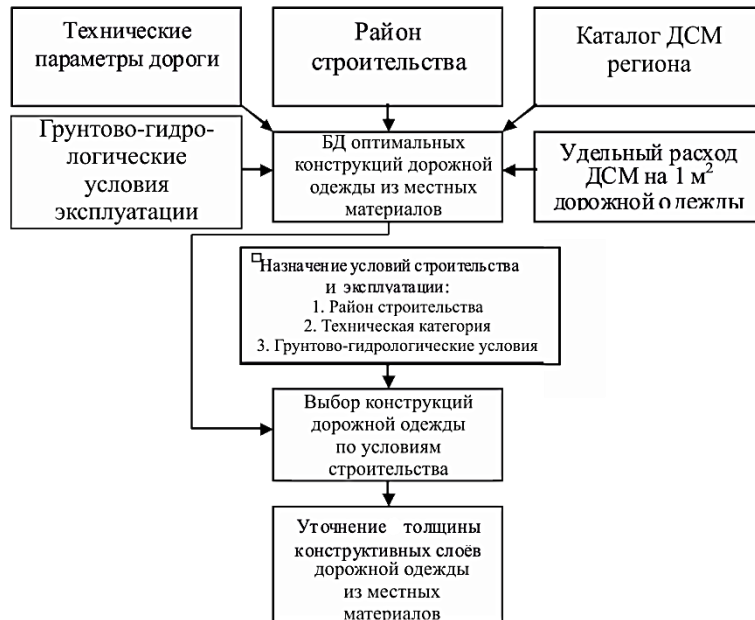 Технические
параметры дороги
Район
строительства
Каталог ДСМ
региона
Грунтово-гидро-
логические
условия
эксплуатации
БД оптимальных
конструкций дорожной
одежды из местных
материалов
Удельный расход
ДСМ на 1 м²
дорожной одежды
Назначение условий строительства
и эксплуатации:
1. Район строительства
2. Техническая категория
3. Грунтово-гидрологические условия
Выбор конструкций
дорожной одежды
по условиям
строительства
Уточнение толщины
конструктивных слоёв
дорожной одежды
из местных
материалов